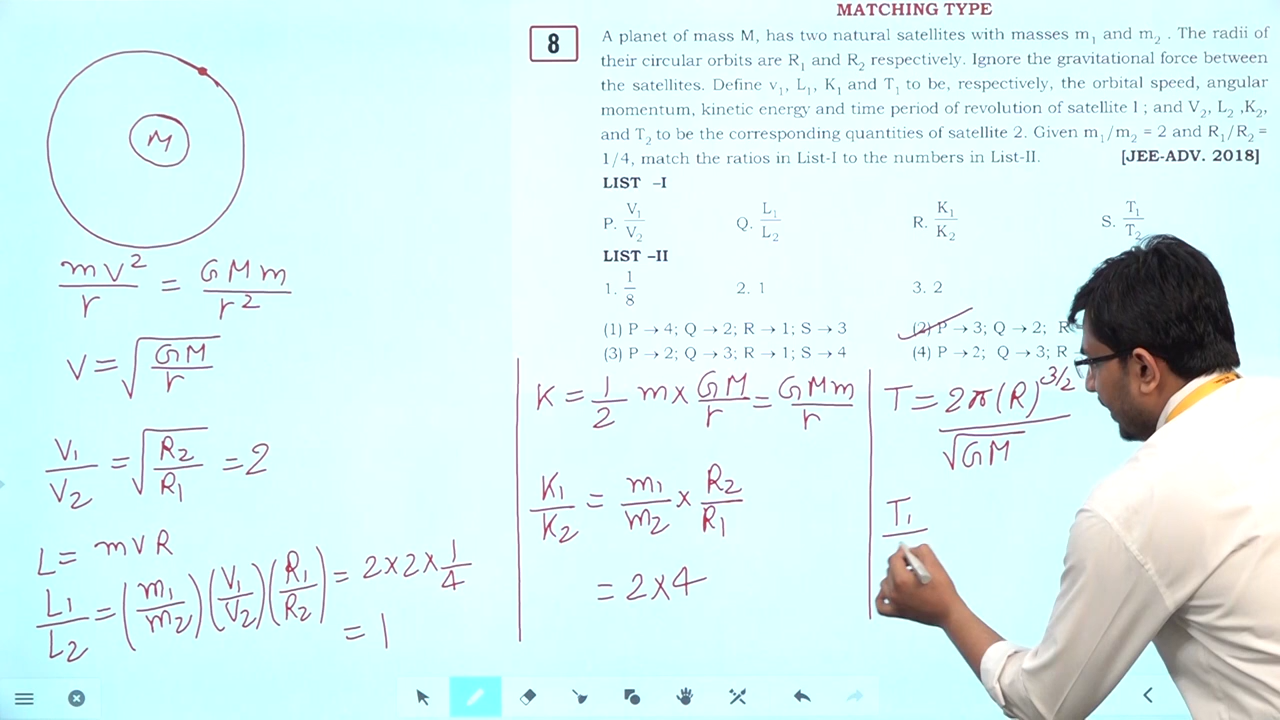 MATCHING TYPE
8
A planet of mass M, has two natural satellites with masses m₁ and m₂ . The radii of
their circular orbits are R₁ and R₂ respectively. Ignore the gravitational force between
the satellites. Define v₁, L₁, K₁ and T₁ to be, respectively, the orbital speed, angular
momentum, kinetic energy and time period of revolution of satellite 1 ; and V₂, L₂ ,K₂,
and T₂ to be the corresponding quantities of satellite 2. Given m₁/m₂ = 2 and R₁/R₂ =
1/4, match the ratios in List-I to the numbers in List-II. [JEE-ADV. 2018]
LIST –I
P. V₁/V₂ Q. L₁/L₂ R. K₁/K₂ S. T₁/T₂
LIST –II
1. 1/8 2. 1 3. 2
(1) P → 4; Q → 2; R → 1; S → 3 (2) P → 3; Q → 2; R
(3) P → 2; Q → 3; R → 1; S → 4 (4) P → 2; Q → 3; R
M
mv²/r = GMm/r²
V = √(GM/r)
V₁/V₂ = √(R₂/R₁) = 2
L = mVR
L₁/L₂ = (m₁/m₂)(V₁/V₂)(R₁/R₂) = 2×2×1/4
= 1
K = 1/2 m × GM/r = GMm/r
K₁/K₂ = m₁/m₂ × R₂/R₁
= 2×4
T = 2π(R)^3/2/√GM
T₁